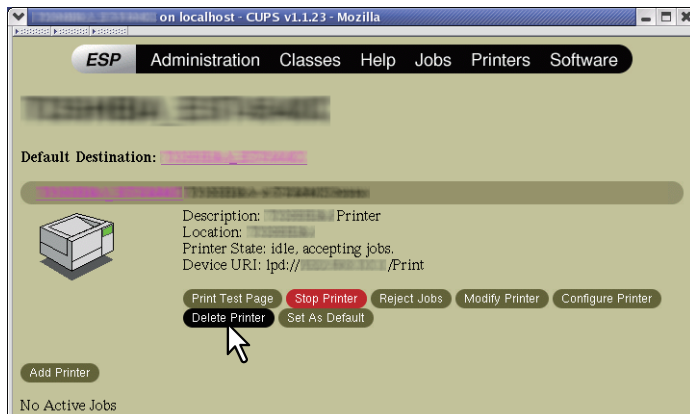 on localhost - CUPS v1.1.23 - Mozilla
ESP Administration Classes Help Jobs Printers Software
Default Destination:
Description: Printer
Location:
Printer State: idle, accepting jobs.
Device URI: lpd:// /Print
Print Test Page Stop Printer Reject Jobs Modify Printer Configure Printer
Delete Printer Set As Default
Add Printer
No Active Jobs